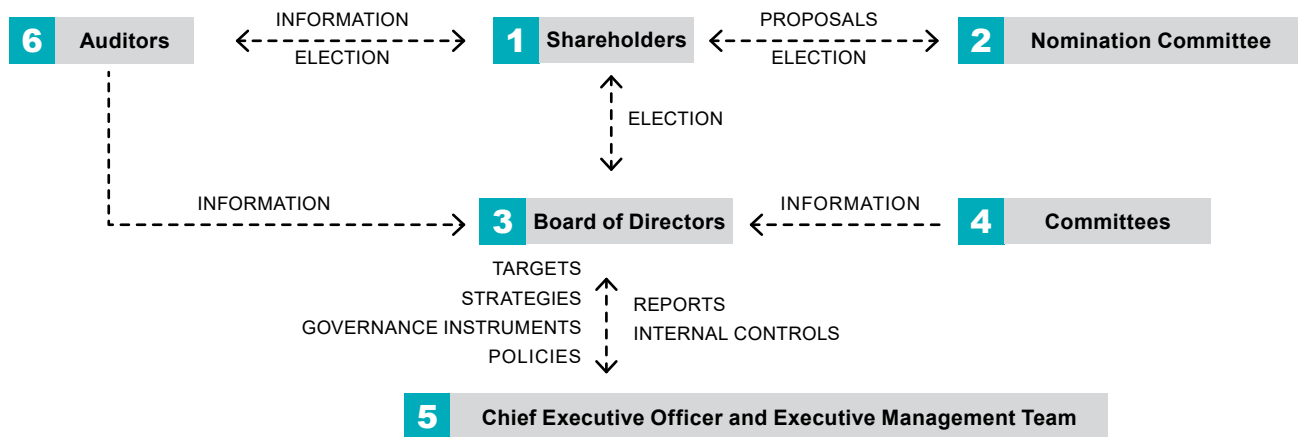 INFORMATION
PROPOSALS
6 Auditors
1 Shareholders
2 Nomination Committee
ELECTION
ELECTION
ELECTION
INFORMATION
INFORMATION
3 Board of Directors
4 Committees
TARGETS
STRATEGIES
GOVERNANCE INSTRUMENTS
POLICIES
REPORTS
INTERNAL CONTROLS
5 Chief Executive Officer and Executive Management Team